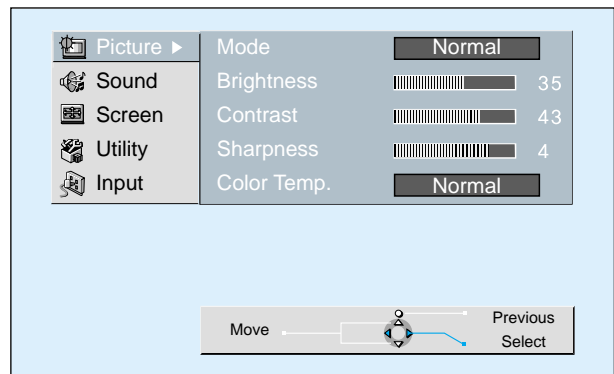 Picture ▶ Mode Normal
Sound Brightness 35
Screen Contrast 43
Utility Sharpness 4
Input Color Temp. Normal
Move Previous
Select